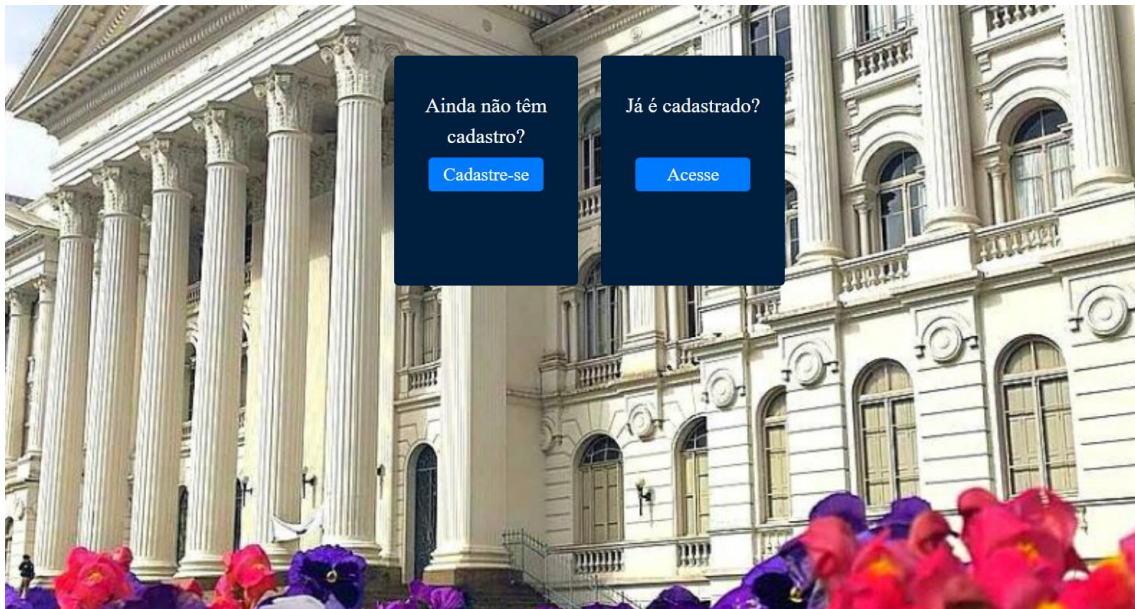 Ainda não têm
cadastro?
Cadastre-se
Já é cadastrado?
Acesse